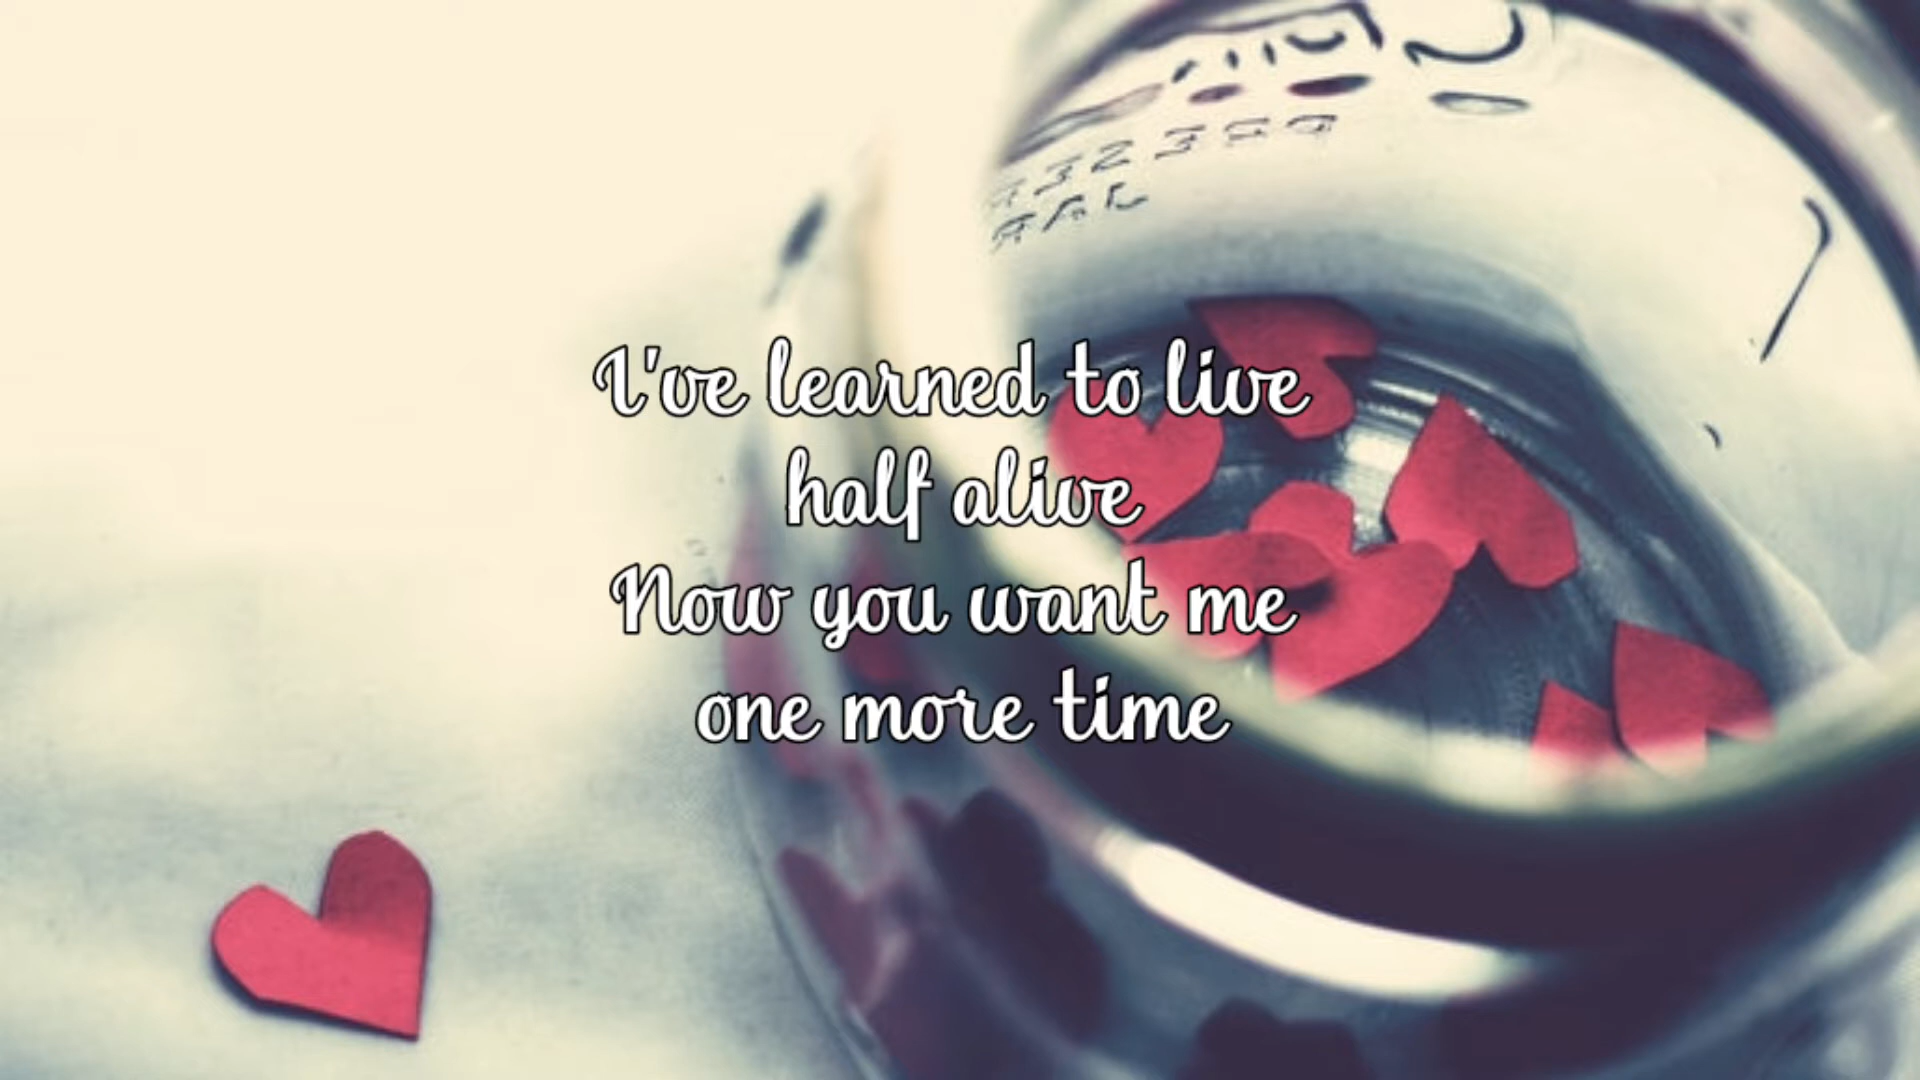 I've learned to live
half alive
Now you want me
one more time